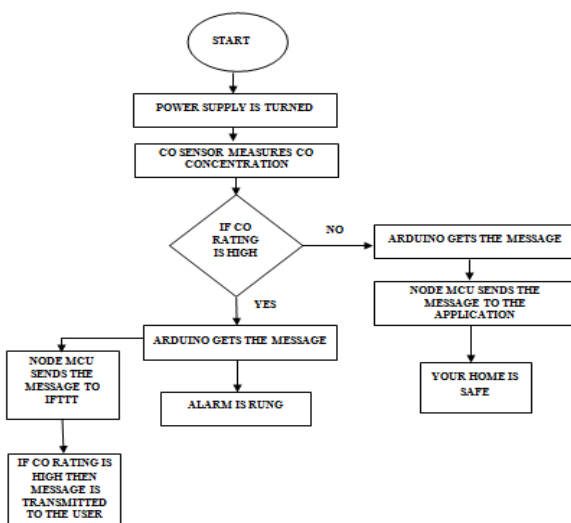 START
POWER SUPPLY IS TURNED
CO SENSOR MEASURES CO
CONCENTRATION
IF CO
RATING
IS HIGH
NO
ARDUINO GETS THE MESSAGE
NODE MCU SENDS THE
MESSAGE TO THE
APPLICATION
YOUR HOME IS
SAFE
YES
ARDUINO GETS THE MESSAGE
ALARM IS RUNG
NODE MCU
SENDS THE
MESSAGE TO
IFTTT
IF CO RATING IS
HIGH THEN
MESSAGE IS
TRANSMITTED
TO THE USER